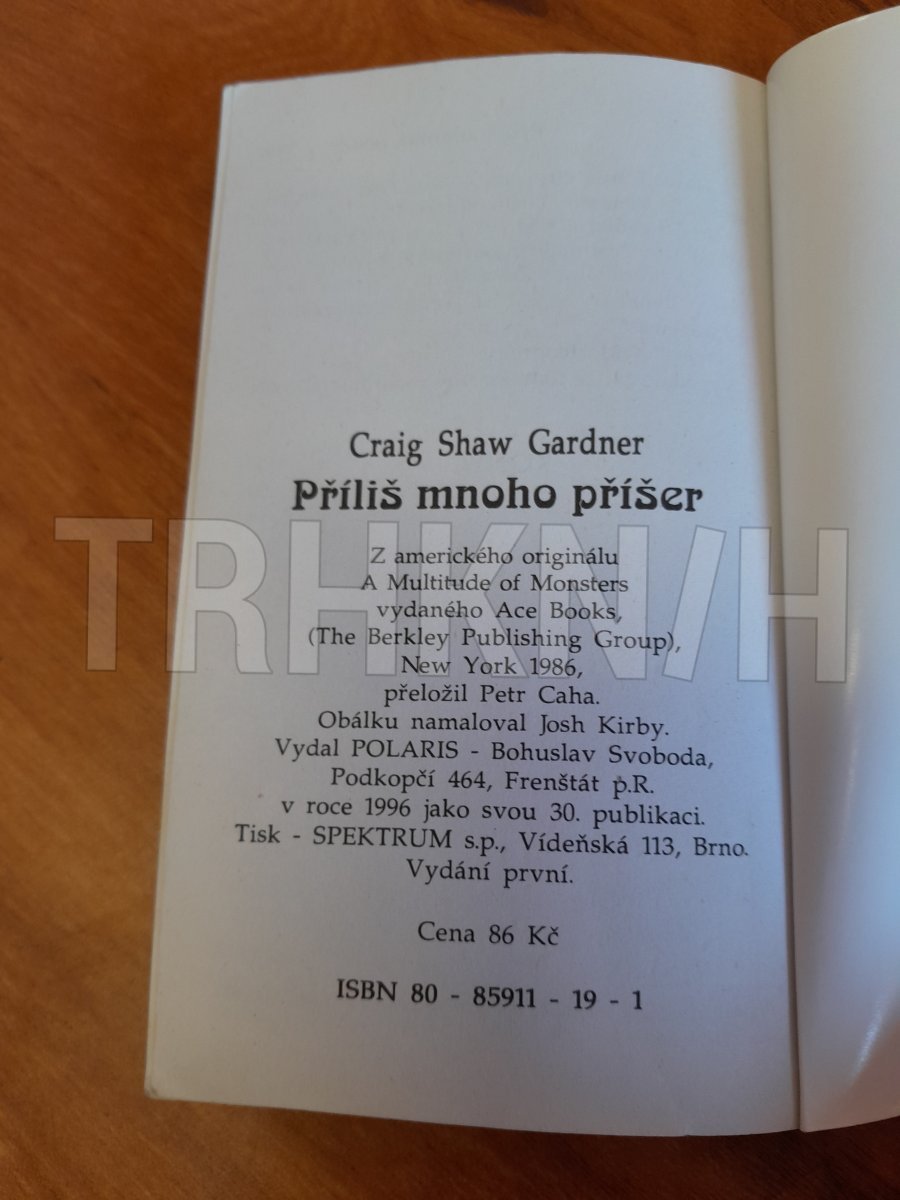 Craig Shaw Gardner
Příliš mnoho příšer
Z amerického originálu
A Multitude of Monsters
vydaného Ace Books,
(The Berkley Publishing Group),
New York 1986,
přeložil Petr Caha.
Obálku namaloval Josh Kirby.
Vydal POLARIS - Bohuslav Svoboda,
Podkopčí 464, Frenštát p.R.
v roce 1996 jako svou 30. publikaci.
Tisk - SPEKTRUM s.p., Vídeňská 113, Brno.
Vydání první.
Cena 86 Kč
ISBN 80 - 85911 - 19 - 1
TRHKN/H